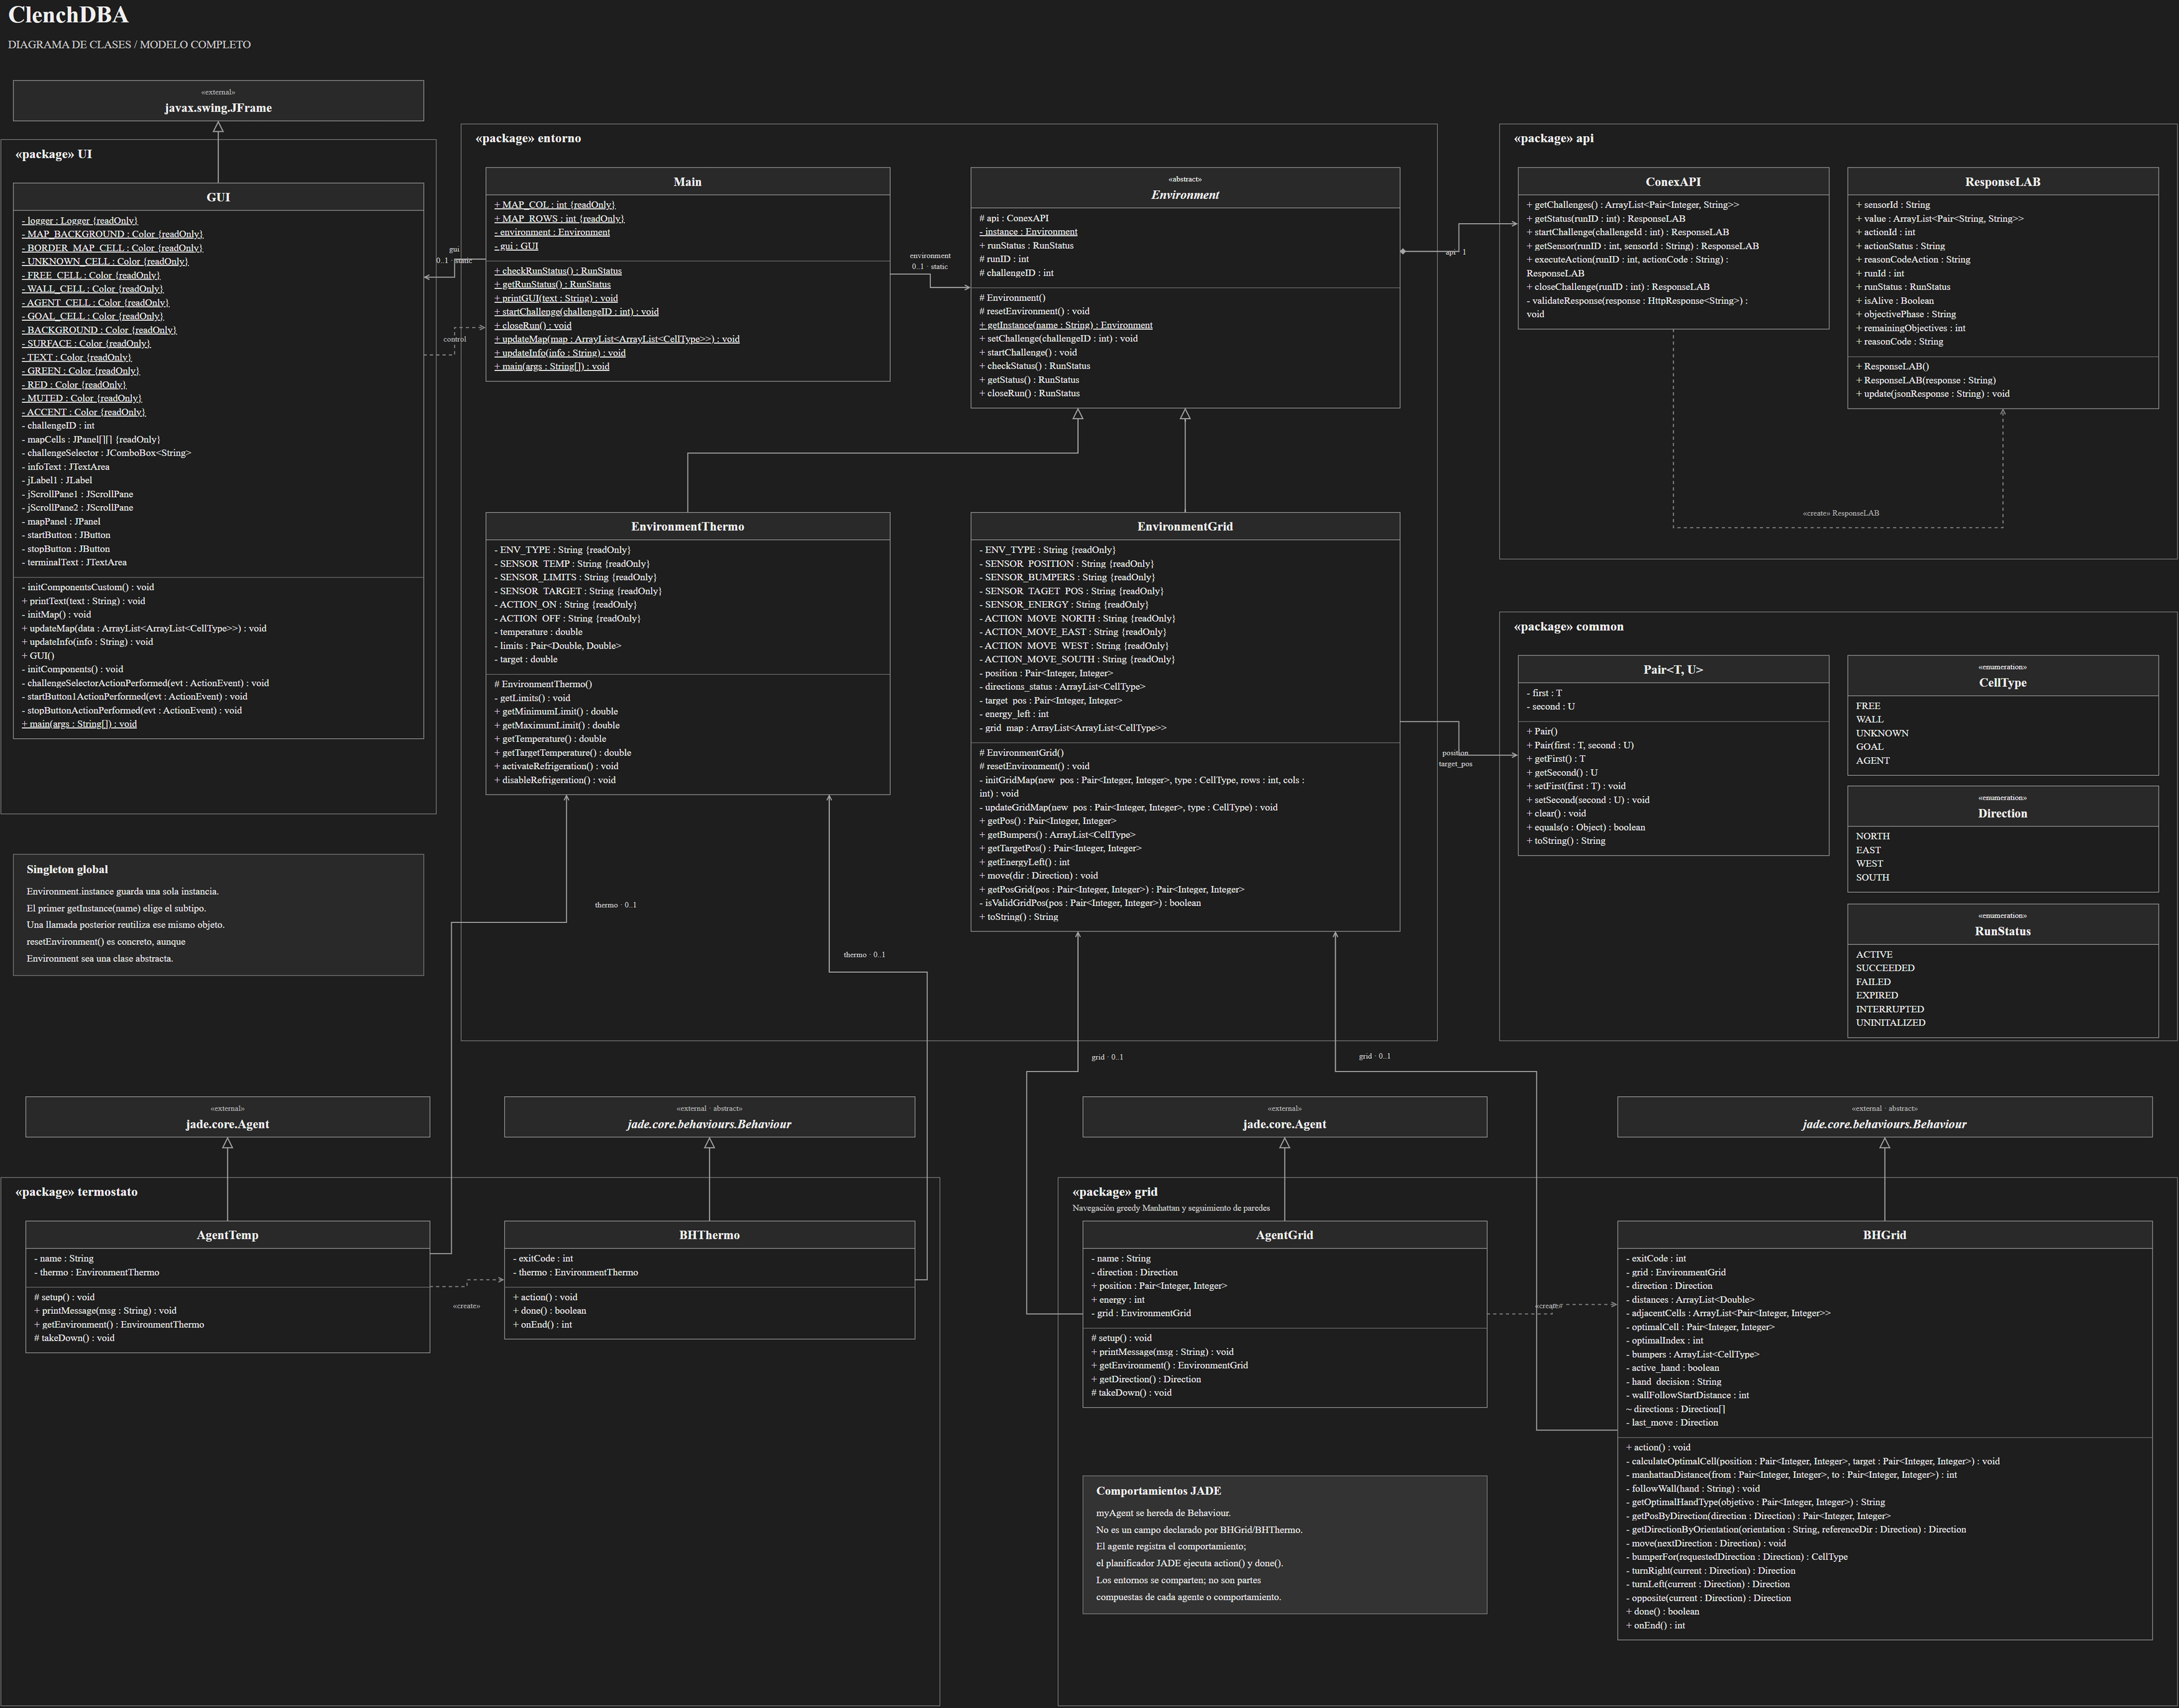 ClenchDBA
DIAGRAMA DE CLASES / MODELO COMPLETO
«external»
javax.swing.JFrame
«package» UI
GUI
- logger : Logger {readOnly}
- MAP_BACKGROUND : Color {readOnly}
- BORDER_MAP_CELL : Color {readOnly}
- UNKNOWN_CELL : Color {readOnly}
- FREE_CELL : Color {readOnly}
- WALL_CELL : Color {readOnly}
- AGENT_CELL : Color {readOnly}
- GOAL_CELL : Color {readOnly}
- BACKGROUND : Color {readOnly}
- SURFACE : Color {readOnly}
- TEXT : Color {readOnly}
- GREEN : Color {readOnly}
- RED : Color {readOnly}
- MUTED : Color {readOnly}
- ACCENT : Color {readOnly}
- challengeID : int
- mapCells : JPanel[][] {readOnly}
- challengeSelector : JComboBox<String>
- infoText : JTextArea
- jLabel1 : JLabel
- jScrollPane1 : JScrollPane
- jScrollPane2 : JScrollPane
- mapPanel : JPanel
- startButton : JButton
- stopButton : JButton
- terminalText : JTextArea
- initComponentsCustom() : void
+ printText(text : String) : void
- initMap() : void
+ updateMap(data : ArrayList<ArrayList<CellType>>) : void
+ updateInfo(info : String) : void
+ GUI()
- initComponents() : void
- challengeSelectorActionPerformed(evt : ActionEvent) : void
- startButton1ActionPerformed(evt : ActionEvent) : void
- stopButtonActionPerformed(evt : ActionEvent) : void
+ main(args : String[]) : void
gui
0..1 · static
control
«package» entorno
Main
+ MAP_COL : int {readOnly}
+ MAP_ROWS : int {readOnly}
- environment : Environment
- gui : GUI
+ checkRunStatus() : RunStatus
+ getRunStatus() : RunStatus
+ printGUI(text : String) : void
+ startChallenge(challengeID : int) : void
+ closeRun() : void
+ updateMap(map : ArrayList<ArrayList<CellType>>) : void
+ updateInfo(info : String) : void
+ main(args : String[]) : void
environment
0..1 · static
«abstract»
Environment
# api : ConexAPI
- instance : Environment
+ runStatus : RunStatus
# runID : int
# challengeID : int
# Environment()
# resetEnvironment() : void
+ getInstance(name : String) : Environment
+ setChallenge(challengeID : int) : void
+ startChallenge() : void
+ checkStatus() : RunStatus
+ getStatus() : RunStatus
+ closeRun() : RunStatus
api · 1
EnvironmentThermo
- ENV_TYPE : String {readOnly}
- SENSOR_TEMP : String {readOnly}
- SENSOR_LIMITS : String {readOnly}
- SENSOR_TARGET : String {readOnly}
- ACTION_ON : String {readOnly}
- ACTION_OFF : String {readOnly}
- temperature : double
- limits : Pair<Double, Double>
- target : double
# EnvironmentThermo()
- getLimits() : void
+ getMinimumLimit() : double
+ getMaximumLimit() : double
+ getTemperature() : double
+ getTargetTemperature() : double
+ activateRefrigeration() : void
+ disableRefrigeration() : void
EnvironmentGrid
- ENV_TYPE : String {readOnly}
- SENSOR_POSITION : String {readOnly}
- SENSOR_BUMPERS : String {readOnly}
- SENSOR_TAGET_POS : String {readOnly}
- SENSOR_ENERGY : String {readOnly}
- ACTION_MOVE_NORTH : String {readOnly}
- ACTION_MOVE_EAST : String {readOnly}
- ACTION_MOVE_WEST : String {readOnly}
- ACTION_MOVE_SOUTH : String {readOnly}
- position : Pair<Integer, Integer>
- directions_status : ArrayList<CellType>
- target_pos : Pair<Integer, Integer>
- energy_left : int
- grid_map : ArrayList<ArrayList<CellType>>
# EnvironmentGrid()
# resetEnvironment() : void
- initGridMap(new_pos : Pair<Integer, Integer>, type : CellType, rows : int, cols :
int) : void
- updateGridMap(new_pos : Pair<Integer, Integer>, type : CellType) : void
+ getPos() : Pair<Integer, Integer>
+ getBumpers() : ArrayList<CellType>
+ getTargetPos() : Pair<Integer, Integer>
+ getEnergyLeft() : int
+ move(dir : Direction) : void
+ getPosGrid(pos : Pair<Integer, Integer>) : Pair<Integer, Integer>
- isValidGridPos(pos : Pair<Integer, Integer>) : boolean
+ toString() : String
position
target_pos
thermo · 0..1
thermo · 0..1
grid · 0..1
grid · 0..1
«package» api
ConexAPI
+ getChallenges() : ArrayList<Pair<Integer, String>>
+ getStatus(runID : int) : ResponseLAB
+ startChallenge(challengeId : int) : ResponseLAB
+ getSensor(runID : int, sensorId : String) : ResponseLAB
+ executeAction(runID : int, actionCode : String) :
ResponseLAB
+ closeChallenge(runID : int) : ResponseLAB
- validateResponse(response : HttpResponse<String>) :
void
ResponseLAB
+ sensorId : String
+ value : ArrayList<Pair<String, String>>
+ actionId : int
+ actionStatus : String
+ reasonCodeAction : String
+ runId : int
+ runStatus : RunStatus
+ isAlive : Boolean
+ objectivePhase : String
+ remainingObjectives : int
+ reasonCode : String
+ ResponseLAB()
+ ResponseLAB(response : String)
+ update(jsonResponse : String) : void
«create» ResponseLAB
«package» common
Pair<T, U>
- first : T
- second : U
+ Pair()
+ Pair(first : T, second : U)
+ getFirst() : T
+ getSecond() : U
+ setFirst(first : T) : void
+ setSecond(second : U) : void
+ clear() : void
+ equals(o : Object) : boolean
+ toString() : String
«enumeration»
CellType
FREE
WALL
UNKNOWN
GOAL
AGENT
«enumeration»
Direction
NORTH
EAST
WEST
SOUTH
«enumeration»
RunStatus
ACTIVE
SUCCEEDED
FAILED
EXPIRED
INTERRUPTED
UNINITALIZED
Singleton global
Environment.instance guarda una sola instancia.
El primer getInstance(name) elige el subtipo.
Una llamada posterior reutiliza ese mismo objeto.
resetEnvironment() es concreto, aunque
Environment sea una clase abstracta.
«external»
jade.core.Agent
«external · abstract»
jade.core.behaviours.Behaviour
«package» termostato
AgentTemp
- name : String
- thermo : EnvironmentThermo
# setup() : void
+ printMessage(msg : String) : void
+ getEnvironment() : EnvironmentThermo
# takeDown() : void
«create»
BHThermo
- exitCode : int
- thermo : EnvironmentThermo
+ action() : void
+ done() : boolean
+ onEnd() : int
«external»
jade.core.Agent
«external · abstract»
jade.core.behaviours.Behaviour
«package» grid
Navegación greedy Manhattan y seguimiento de paredes
AgentGrid
- name : String
- direction : Direction
+ position : Pair<Integer, Integer>
+ energy : int
- grid : EnvironmentGrid
# setup() : void
+ printMessage(msg : String) : void
+ getEnvironment() : EnvironmentGrid
+ getDirection() : Direction
# takeDown() : void
«create»
BHGrid
- exitCode : int
- grid : EnvironmentGrid
- direction : Direction
- distances : ArrayList<Double>
- adjacentCells : ArrayList<Pair<Integer, Integer>>
- optimalCell : Pair<Integer, Integer>
- optimalIndex : int
- bumpers : ArrayList<CellType>
- active_hand : boolean
- hand_decision : String
- wallFollowStartDistance : int
~ directions : Direction[]
- last_move : Direction
+ action() : void
- calculateOptimalCell(position : Pair<Integer, Integer>, target : Pair<Integer, Integer>) : void
- manhattanDistance(from : Pair<Integer, Integer>, to : Pair<Integer, Integer>) : int
- followWall(hand : String) : void
- getOptimalHandType(objetivo : Pair<Integer, Integer>) : String
- getPosByDirection(direction : Direction) : Pair<Integer, Integer>
- getDirectionByOrientation(orientation : String, referenceDir : Direction) : Direction
- move(nextDirection : Direction) : void
- bumperFor(requestedDirection : Direction) : CellType
- turnRight(current : Direction) : Direction
- turnLeft(current : Direction) : Direction
- opposite(current : Direction) : Direction
+ done() : boolean
+ onEnd() : int
Comportamientos JADE
myAgent se hereda de Behaviour.
No es un campo declarado por BHGrid/BHThermo.
El agente registra el comportamiento;
el planificador JADE ejecuta action() y done().
Los entornos se comparten; no son partes
compuestas de cada agente o comportamiento.